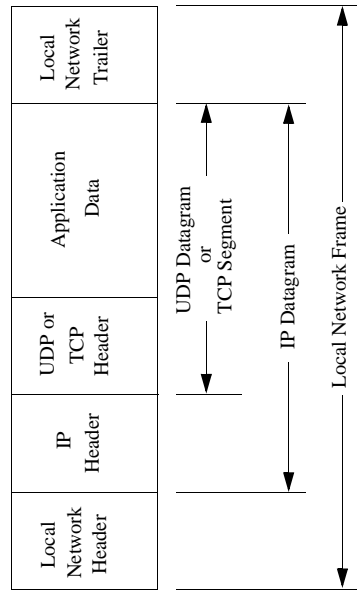 Local
Network
Header
IP
Header
UDP or
TCP
Header
Application
Data
Local
Network
Trailer
UDP Datagram
or
TCP Segment
IP Datagram
Local Network Frame